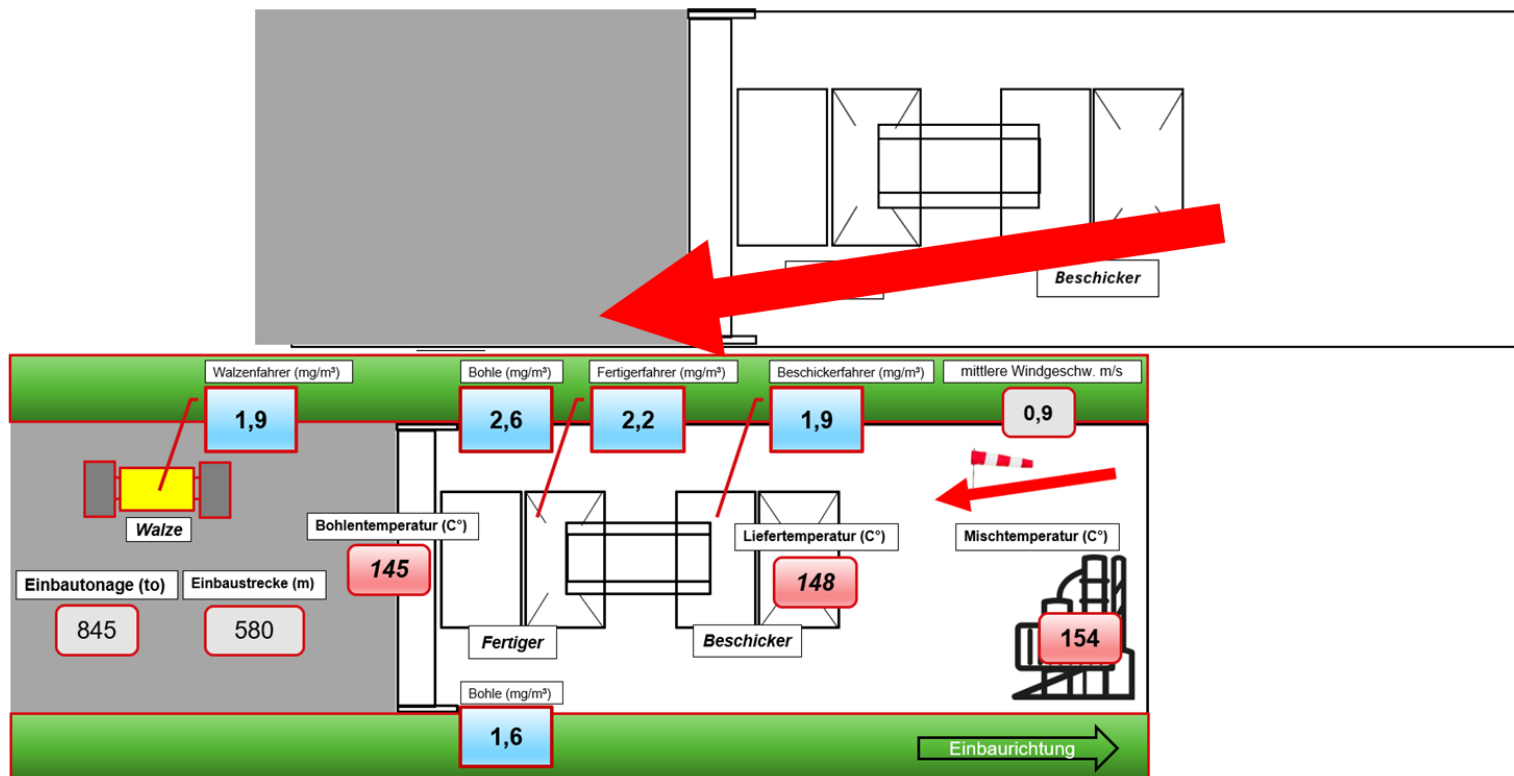 Beschicker
Walzenfahrer (mg/m³)
Bohle (mg/m³)
Fertigerfahrer (mg/m³)
Beschickerfahrer (mg/m³)
mittlere Windgeschw. m/s
1,9
2,6
2,2
1,9
0,9
Walze
Bohlentemperatur (C°)
Liefertemperatur (C°)
Mischtemperatur (C°)
145
148
Einbautonage (to)
Einbaustrecke (m)
845
580
154
Fertiger
Beschicker
Bohle (mg/m³)
1,6
Einbaurichtung